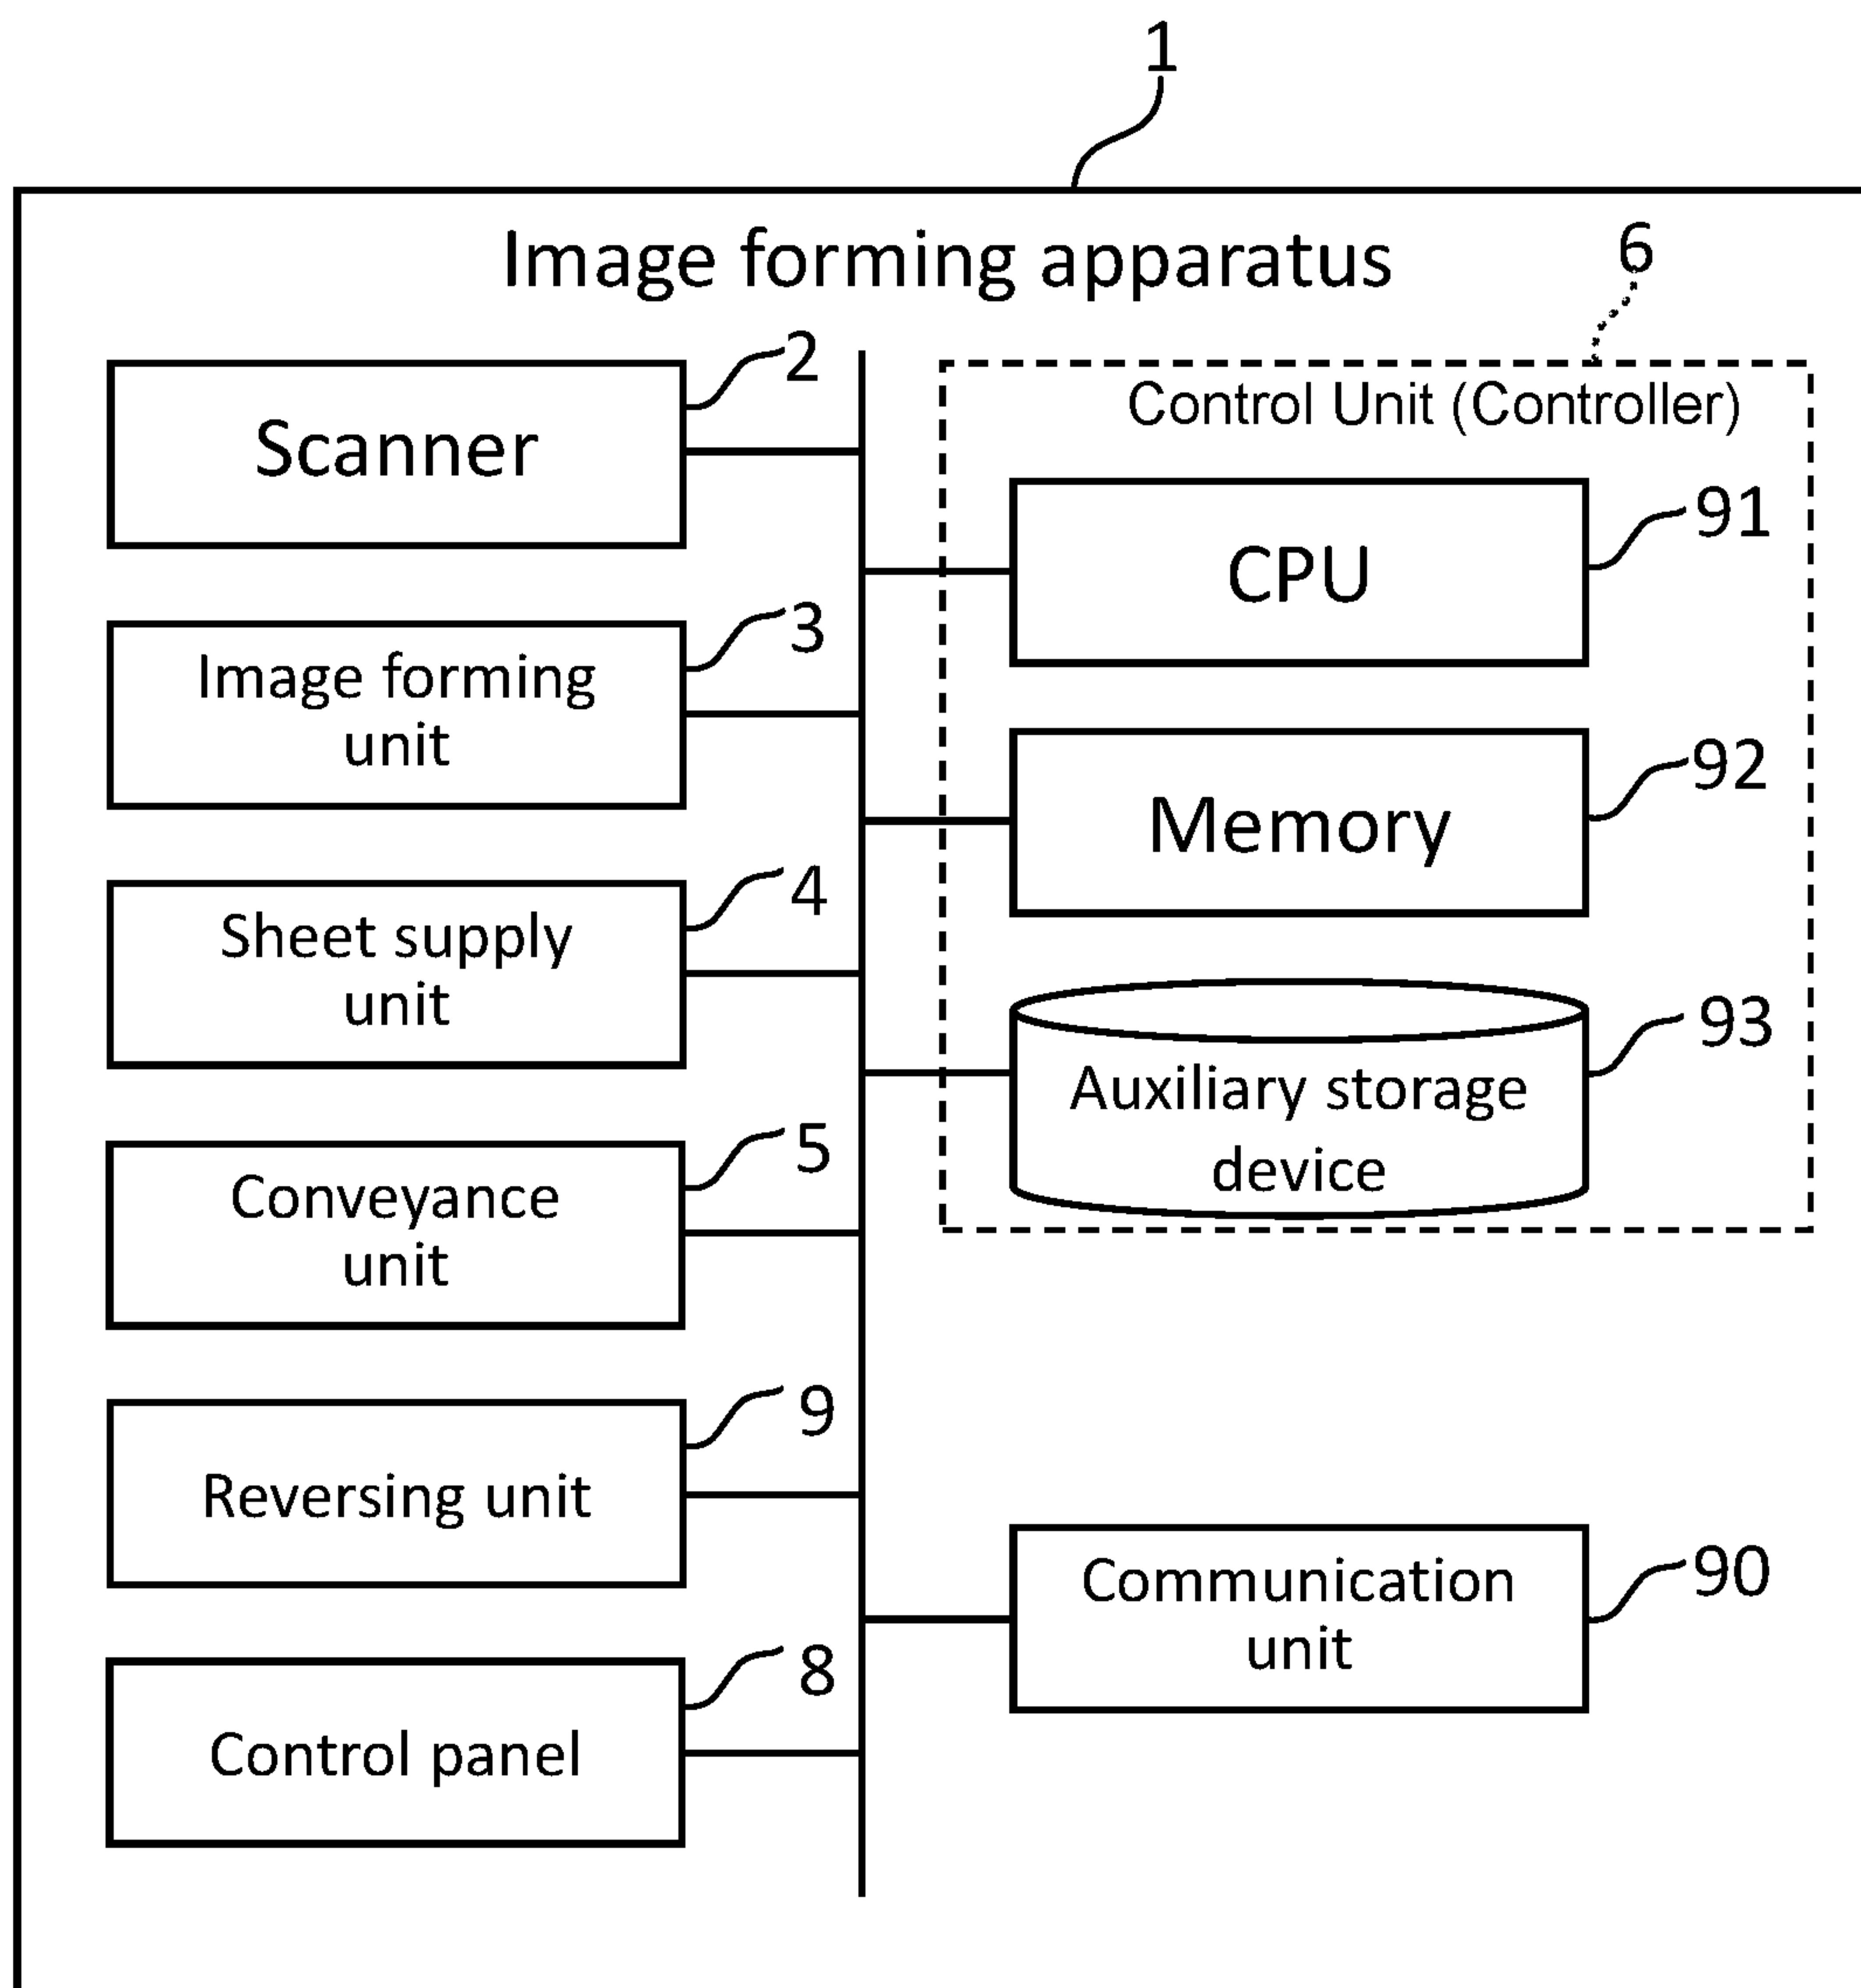 1
Image forming apparatus
6
2
Scanner
3
Image forming
unit
4
Sheet supply
unit
5
Conveyance
unit
9
Reversing unit
8
Control panel
Control Unit (Controller)
91
CPU
92
Memory
93
Auxiliary storage
device
90
Communication
unit